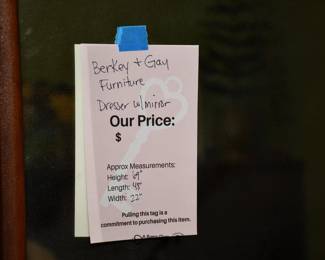 Berkey + Gay
Furniture
Dresser w/mirror
Our Price:
$
Approx Measurements:
Height: 69"
Length: 45"
Width: 22"
Pulling this tag is a
commitment to purchasing this item.